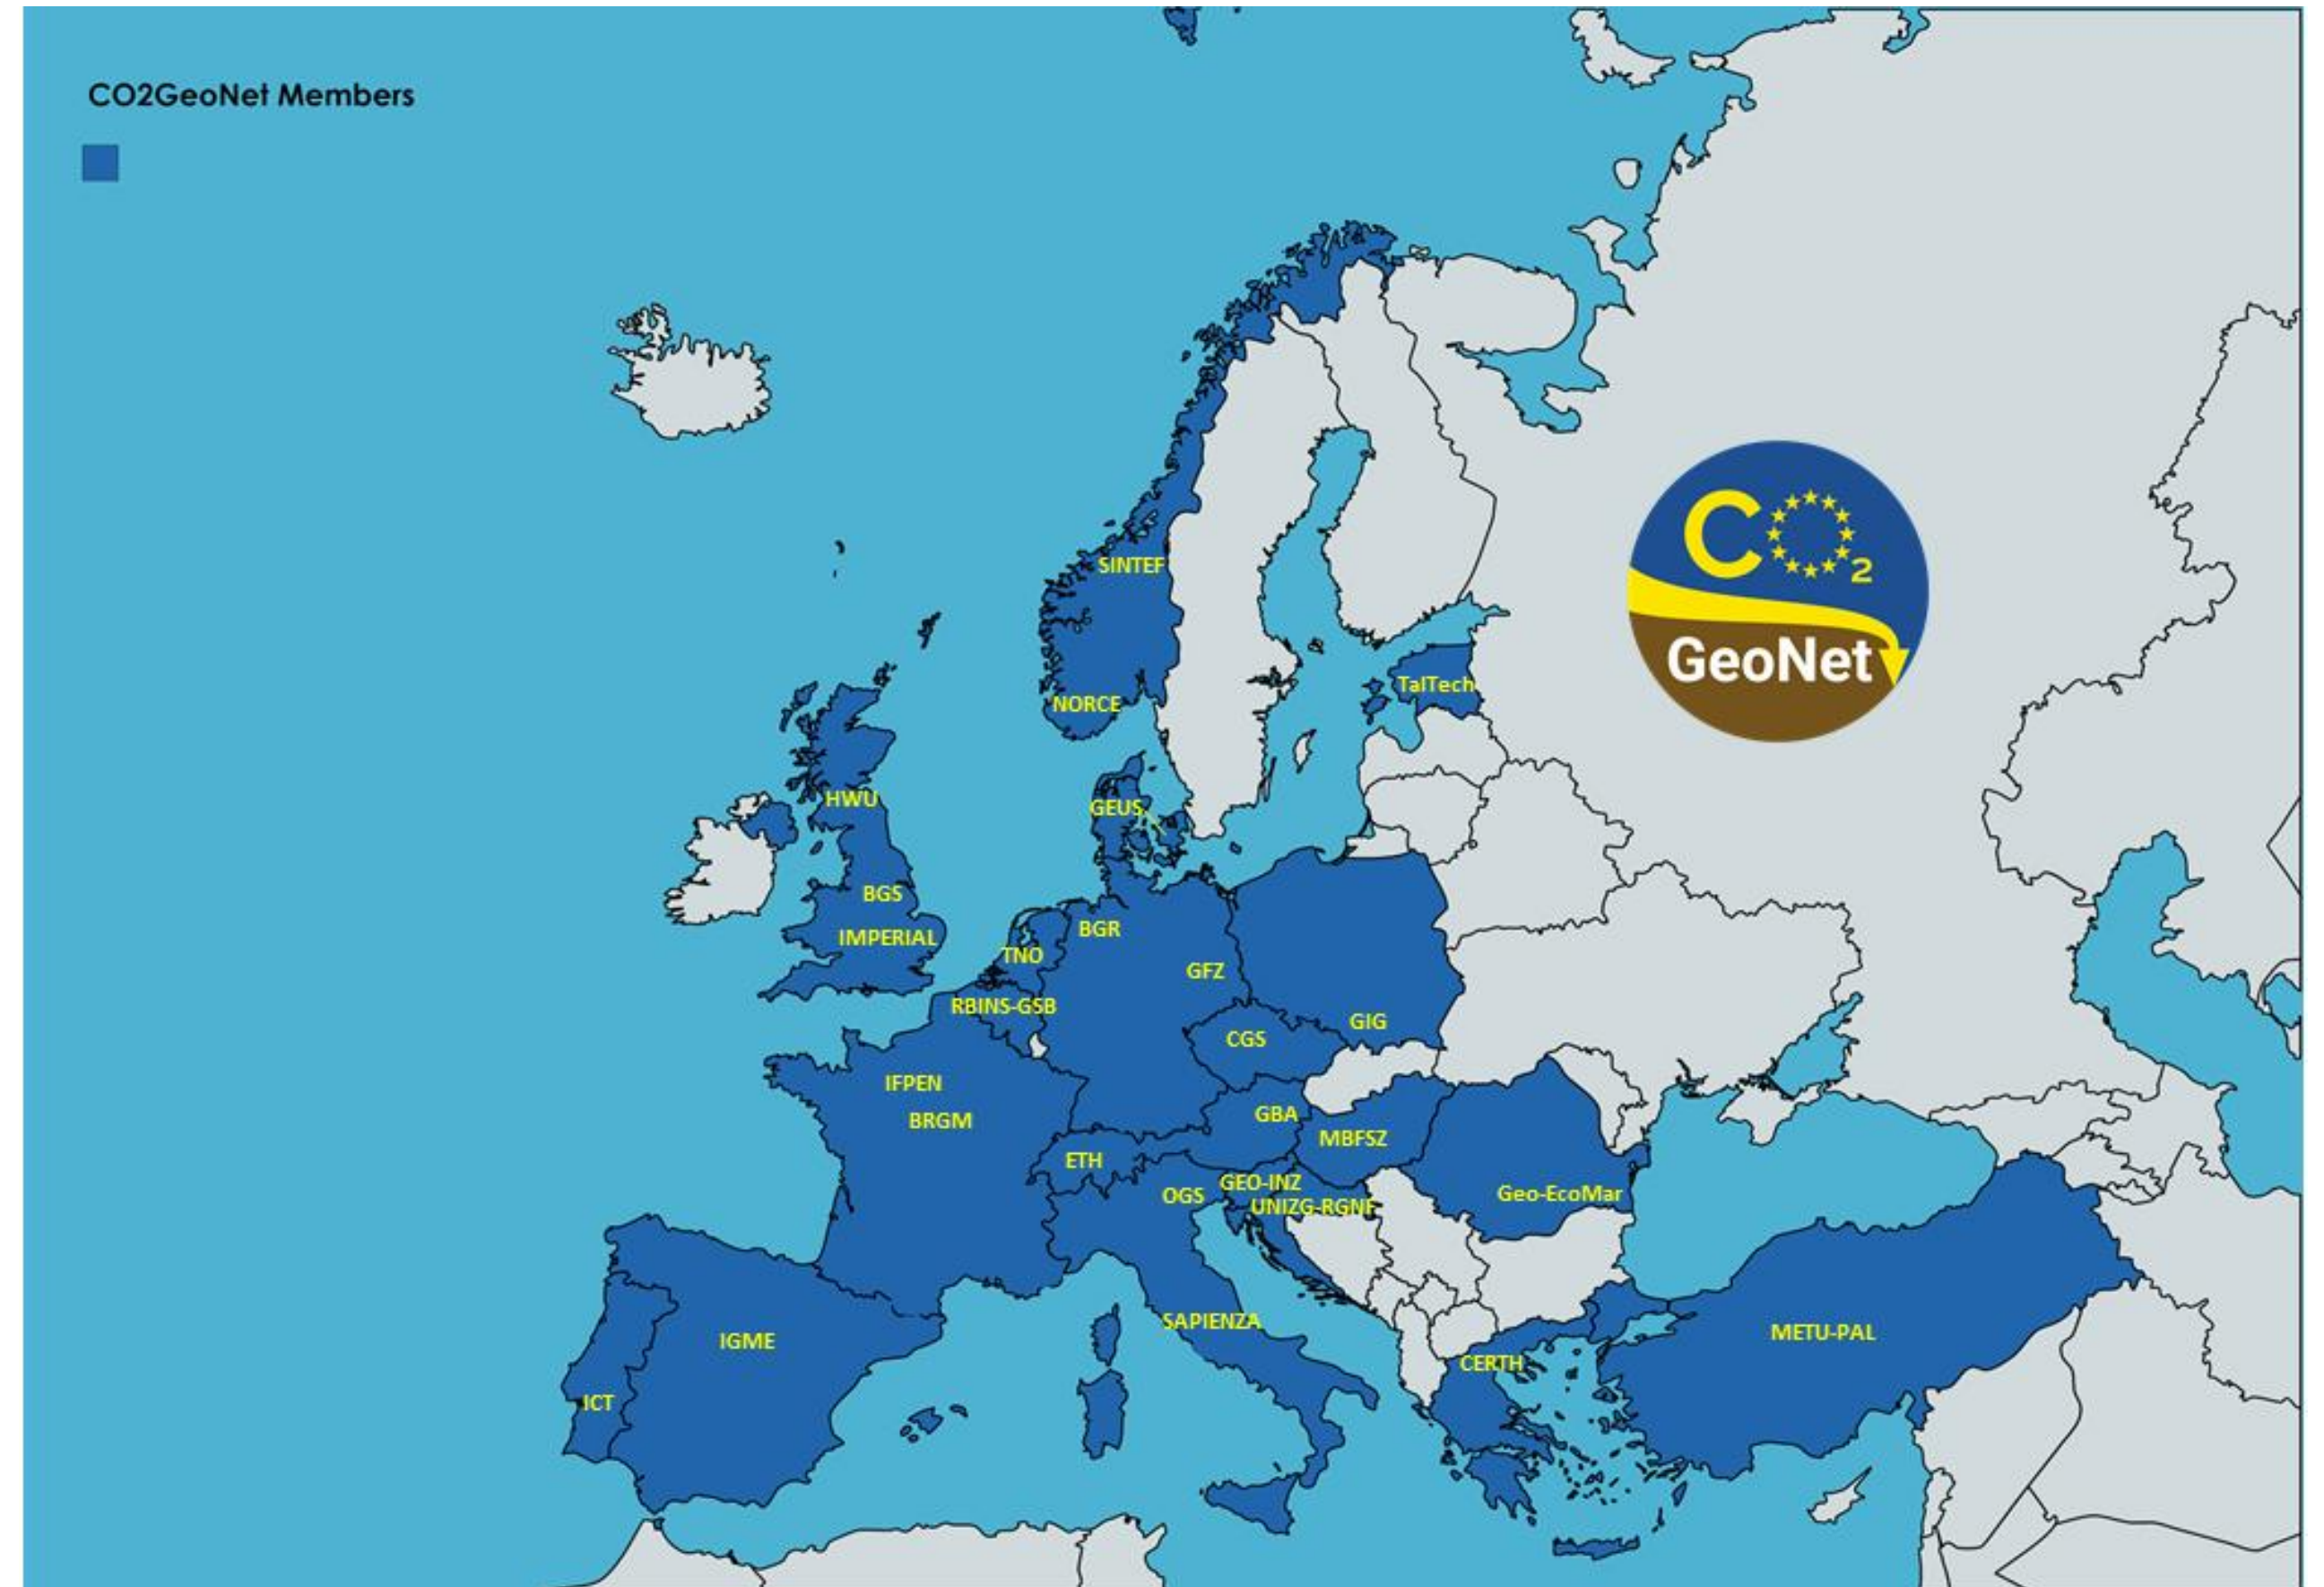 CO2GeoNet Members
CO2
GeoNet
SINTEF
TalTech
NORCE
HWU
GEUS
BGS
BGR
IMPERIAL
TNO
GFZ
RBINS-GSB
GIG
CGS
IFPEN
GBA
BRGM
MBFSZ
ETH
GEO-INZ
OGS
Geo-EcoMar
UNIZG-RGNF
SAPIENZA
METU-PAL
IGME
CERTH
ICT